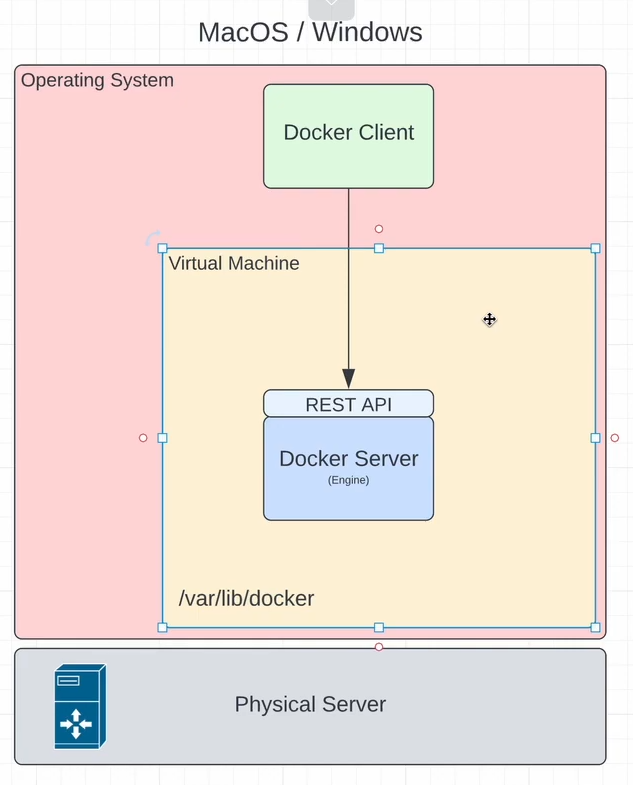 MacOS / Windows
Operating System
Docker Client
Virtual Machine
REST API
Docker Server
(Engine)
/var/lib/docker
Physical Server